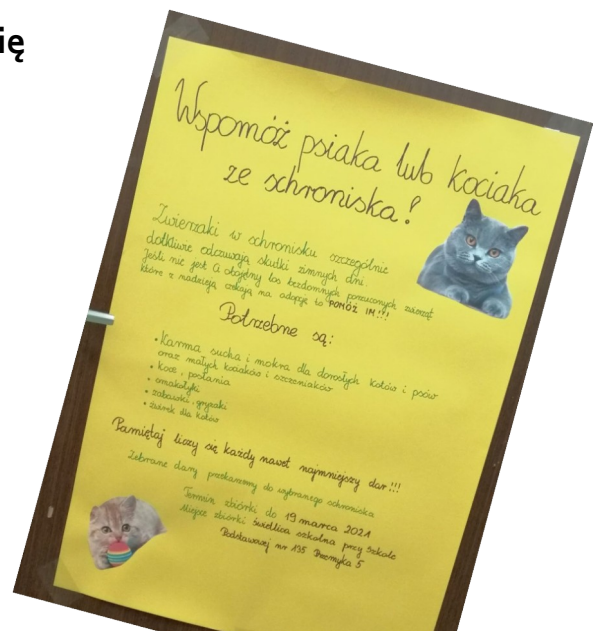 ię
Wspomóż psiaka lub kociaka
ze schroniska!
Zwierzaki w schronisku szczególnie
dotkliwie odczuwają skutki zimnych dni.
Jeśli nie jest Ci obojętny los bezdomnych porzuconych zwierząt
które z nadzieją czekają na adopcję to POMÓŻ IM!!!
Potrzebne są:
• Karma sucha i mokra dla dorosłych kotów i psów
oraz małych kociaków i szczeniaków
• koce, posłania
• smakołyki
• zabawki, gryzaki
• żwirek dla kotów
Pamiętaj liczy się każdy nawet najmniejszy dar!!!
Zebrane dary przekażemy do wybranego schroniska
Termin zbiórki do 19 marca 2021
Miejsce zbiórki świetlica szkolna przy Szkole
Podstawowej nr 195 Przemyka 5